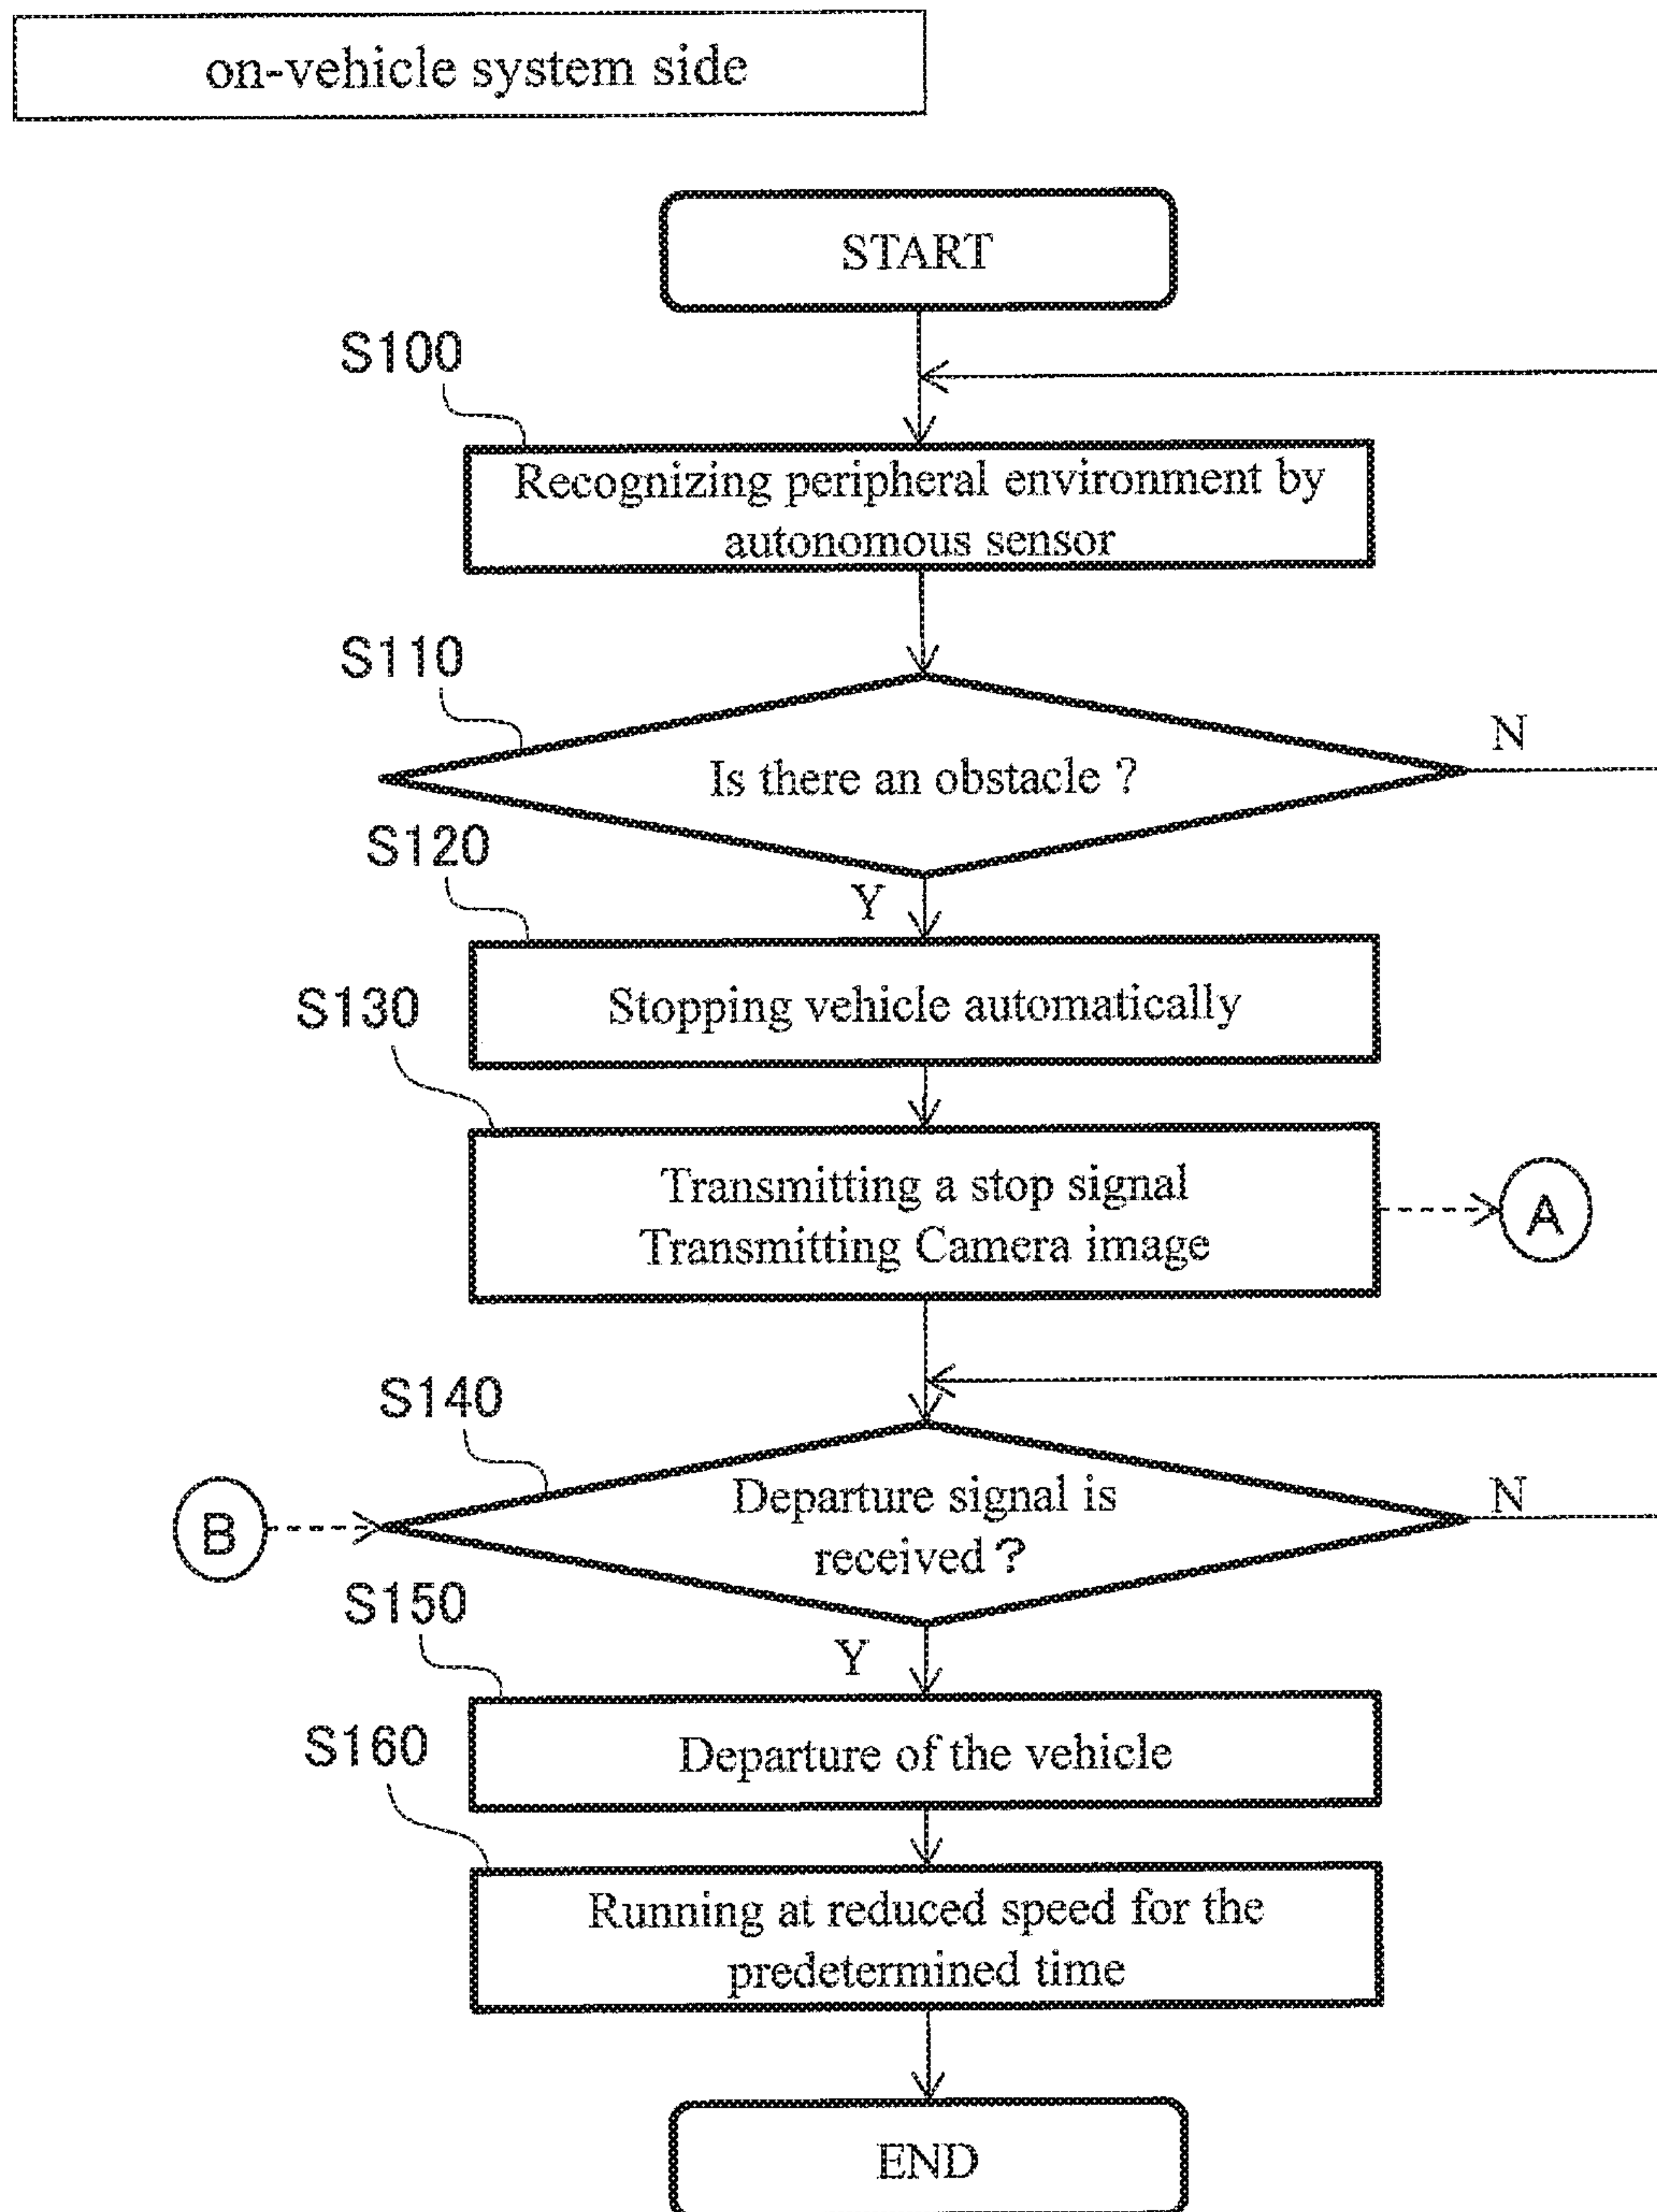 on-vehicle system side
START
S100
Recognizing peripheral environment by
autonomous sensor
S110
Is there an obstacle ?
N
S120
Y
Stopping vehicle automatically
S130
Transmitting a stop signal
Transmitting Camera image
A
S140
Departure signal is
received ?
N
B
S150
Y
Departure of the vehicle
S160
Running at reduced speed for the
predetermined time
END